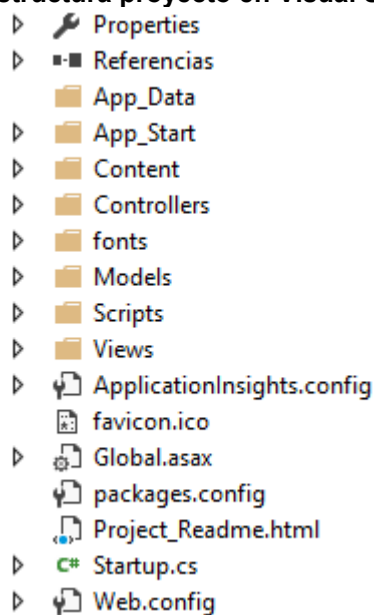 Properties
Referencias
App_Data
App_Start
Content
Controllers
fonts
Models
Scripts
Views
ApplicationInsights.config
favicon.ico
Global.asax
packages.config
Project_Readme.html
C# Startup.cs
Web.config